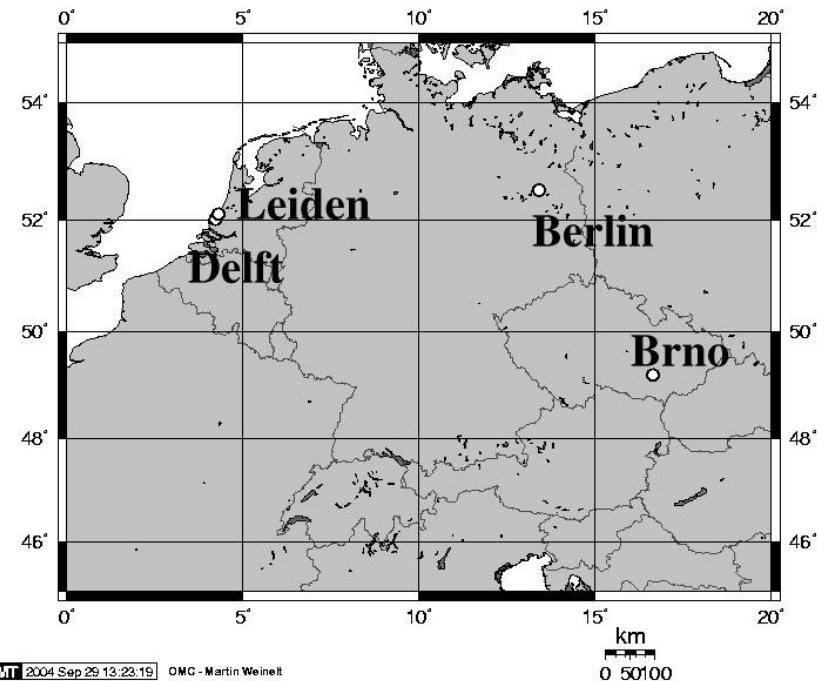 0° 5° 10° 15° 20°
54° 54°
Leiden
52° 52°
Berlin
Delft
50° 50°
Brno
48° 48°
46° 46°
0° 5° 10° 15° 20°
km
0 50100
2004 Sep 29 13:23:19 OMC - Martin Weinelt